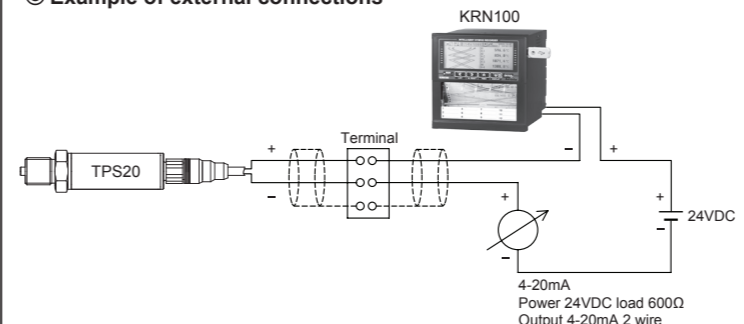 Example of external connections
KRN100
Terminal
TPS20
+
−
−
+
+
−
+
−
24VDC
4-20mA
Power 24VDC load 600Ω
Output 4-20mA 2 wire